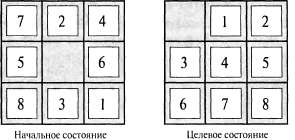 7 2 4
5 6
8 3 1
Начальное состояние
1 2
3 4 5
6 7 8
Целевое состояние